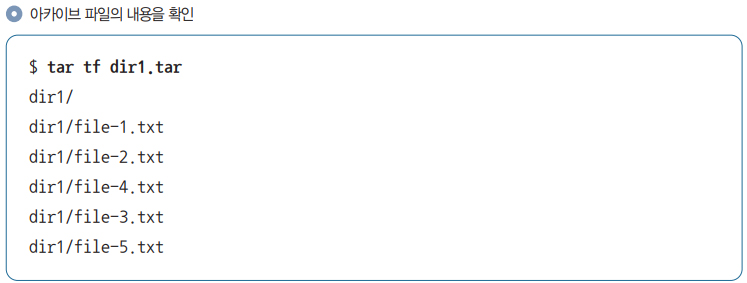 아카이브 파일의 내용을 확인
$ tar tf dir1.tar
dir1/
dir1/file-1.txt
dir1/file-2.txt
dir1/file-4.txt
dir1/file-3.txt
dir1/file-5.txt